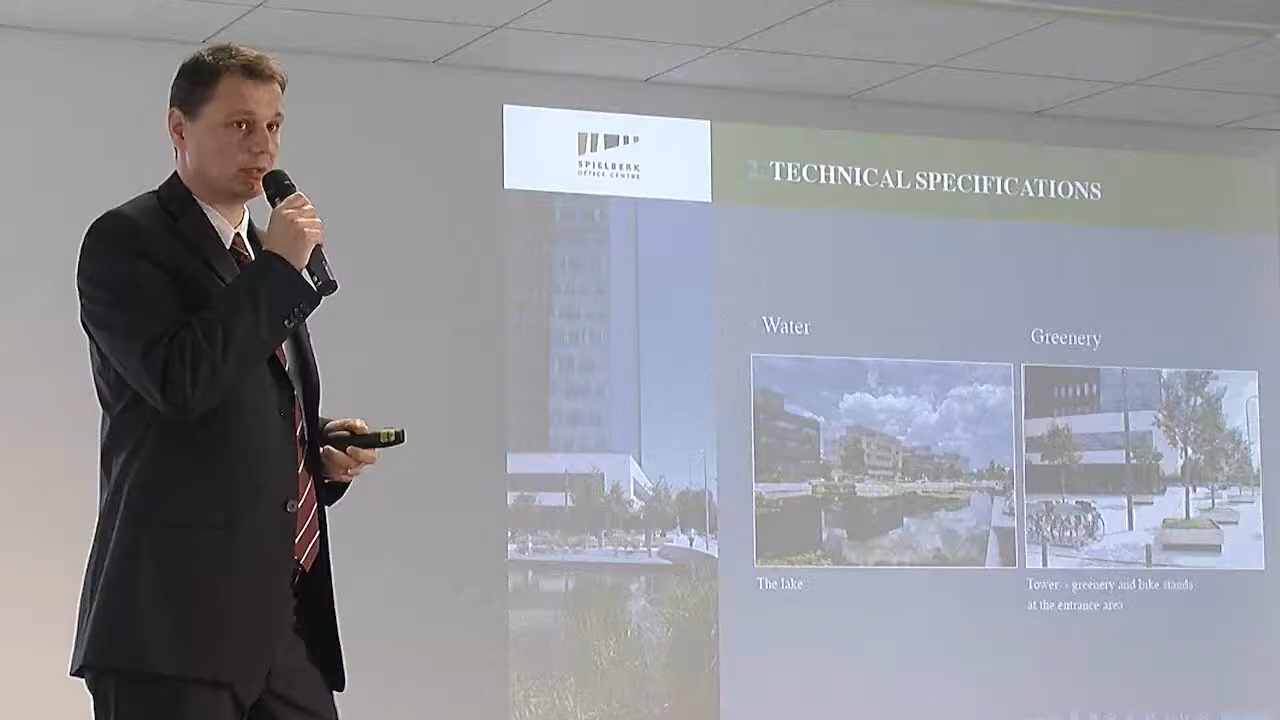 SPIELBERK
OFFICE CENTRE
2. TECHNICAL SPECIFICATIONS
Water
Greenery
The lake
Tower - greenery and bike stands
at the entrance area